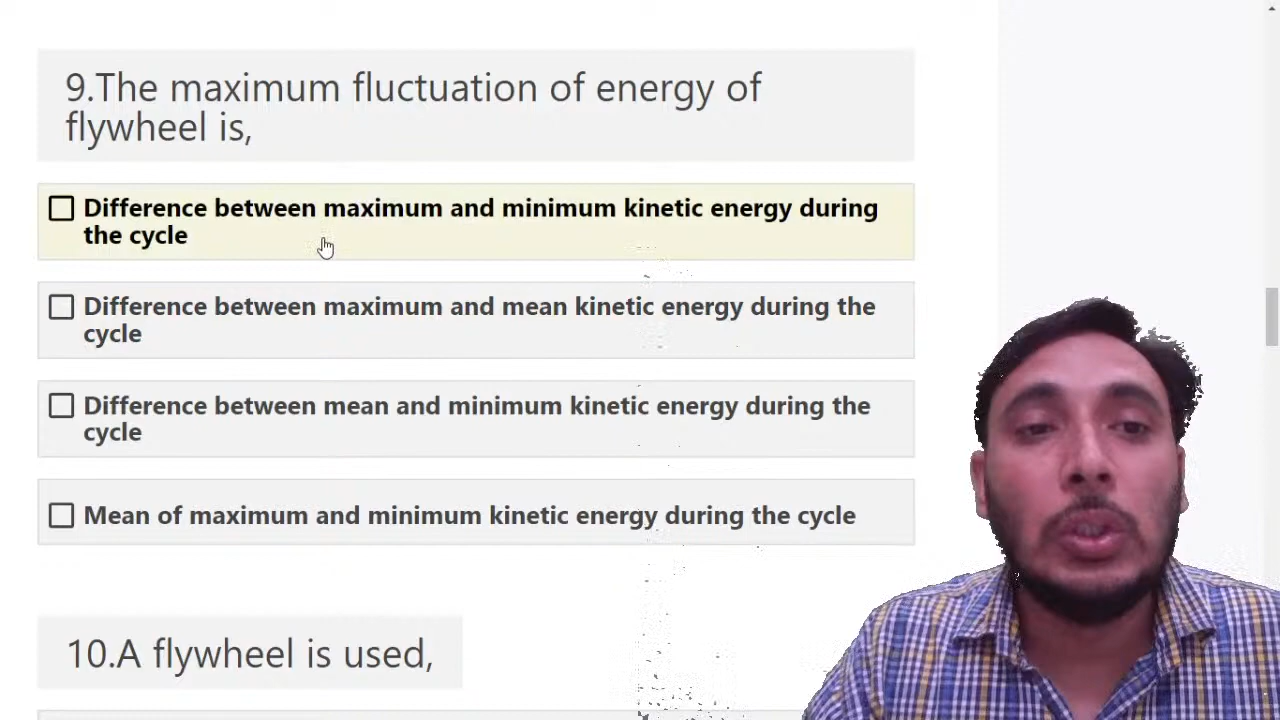 9.The maximum fluctuation of energy of
flywheel is,
Difference between maximum and minimum kinetic energy during
the cycle
Difference between maximum and mean kinetic energy during the
cycle
Difference between mean and minimum kinetic energy during the
cycle
Mean of maximum and minimum kinetic energy during the cycle
10.A flywheel is used,